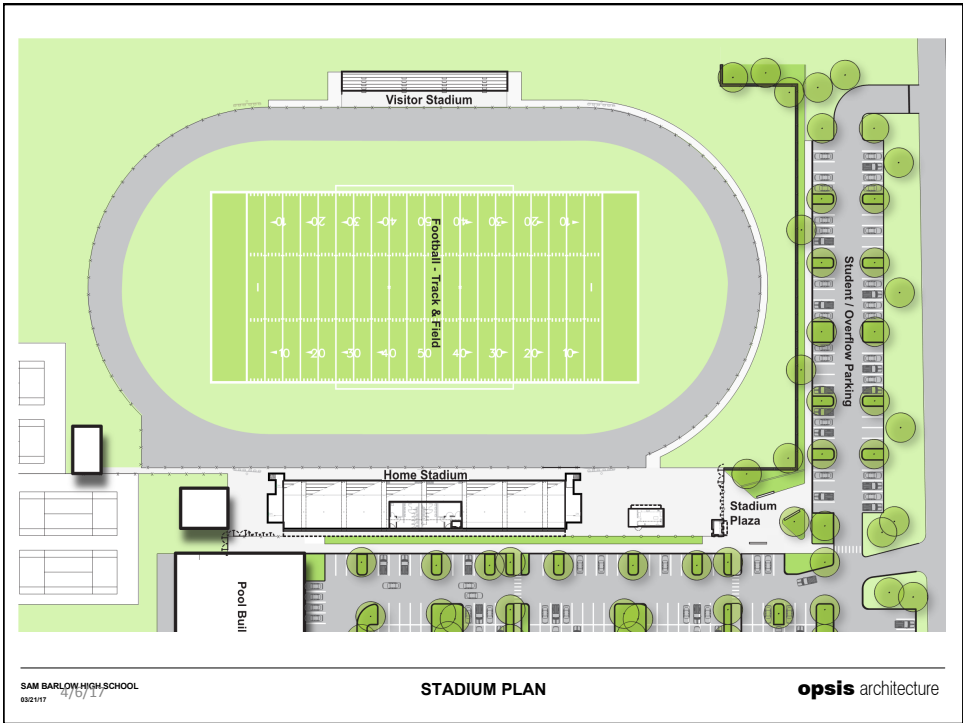 Visitor Stadium
10 20 30 40 50 40 30 20 10
Football - Track & Field
10 20 30 40 50 40 30 20 10
Student / Overflow Parking
Home Stadium
Stadium
Plaza
Pool Buil
SAM BARLOW HIGH SCHOOL
4/6/17
03/21/17
STADIUM PLAN
opsis architecture